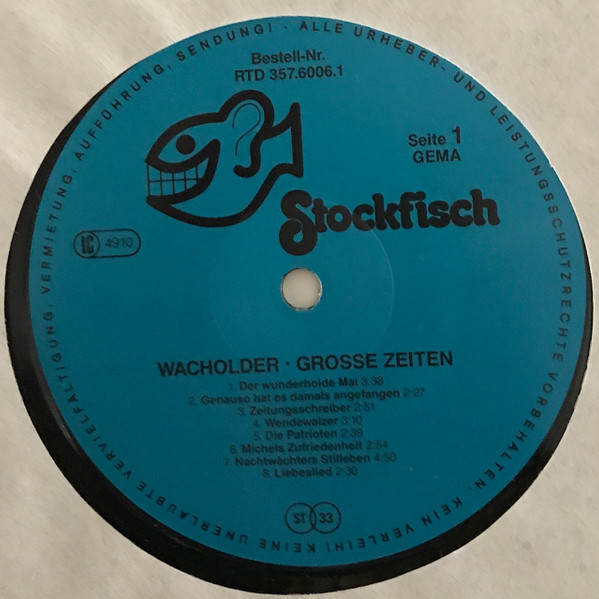 ALLE URHEBER- UND LEISTUNGSSCHUTZRECHTE VORBEHALTEN · KEIN VERLEIH! KEINE UNERLAUBTE VERVIELFÄLTIGUNG, VERMIETUNG, AUFFÜHRUNG, SENDUNG! ·
Bestell-Nr.
RTD 357.6006.1
Seite 1
GEMA
Stockfisch
LC 4910
WACHOLDER · GROSSE ZEITEN
1. Der wunderholde Mai 3:38
2. Genauso hat es damals angefangen 2:27
3. Zeitungsschreiber 2:51
4. Wendewalzer 3:10
5. Die Patrioten 2:39
6. Michels Zufriedenheit 2:54
7. Nachtwächters Stilleben 4:50
8. Liebeslied 2:30
ST 33